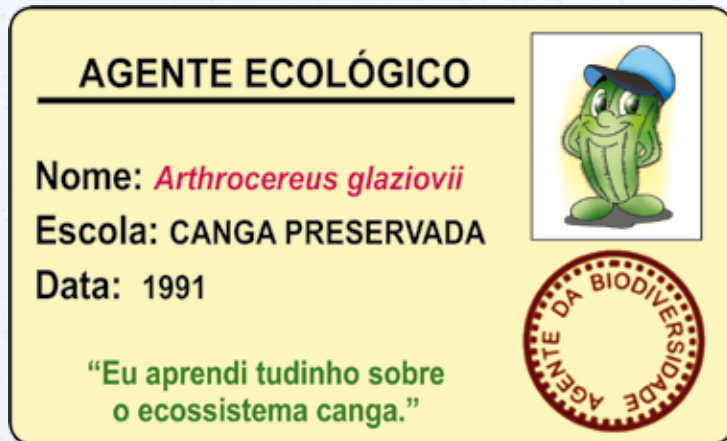 AGENTE ECOLÓGICO
Nome: Arthrocereus glaziovii
Escola: CANGA PRESERVADA
Data: 1991
“Eu aprendi tudinho sobre
o ecossistema canga.”
AGENTE DA BIODIVERSIDADE